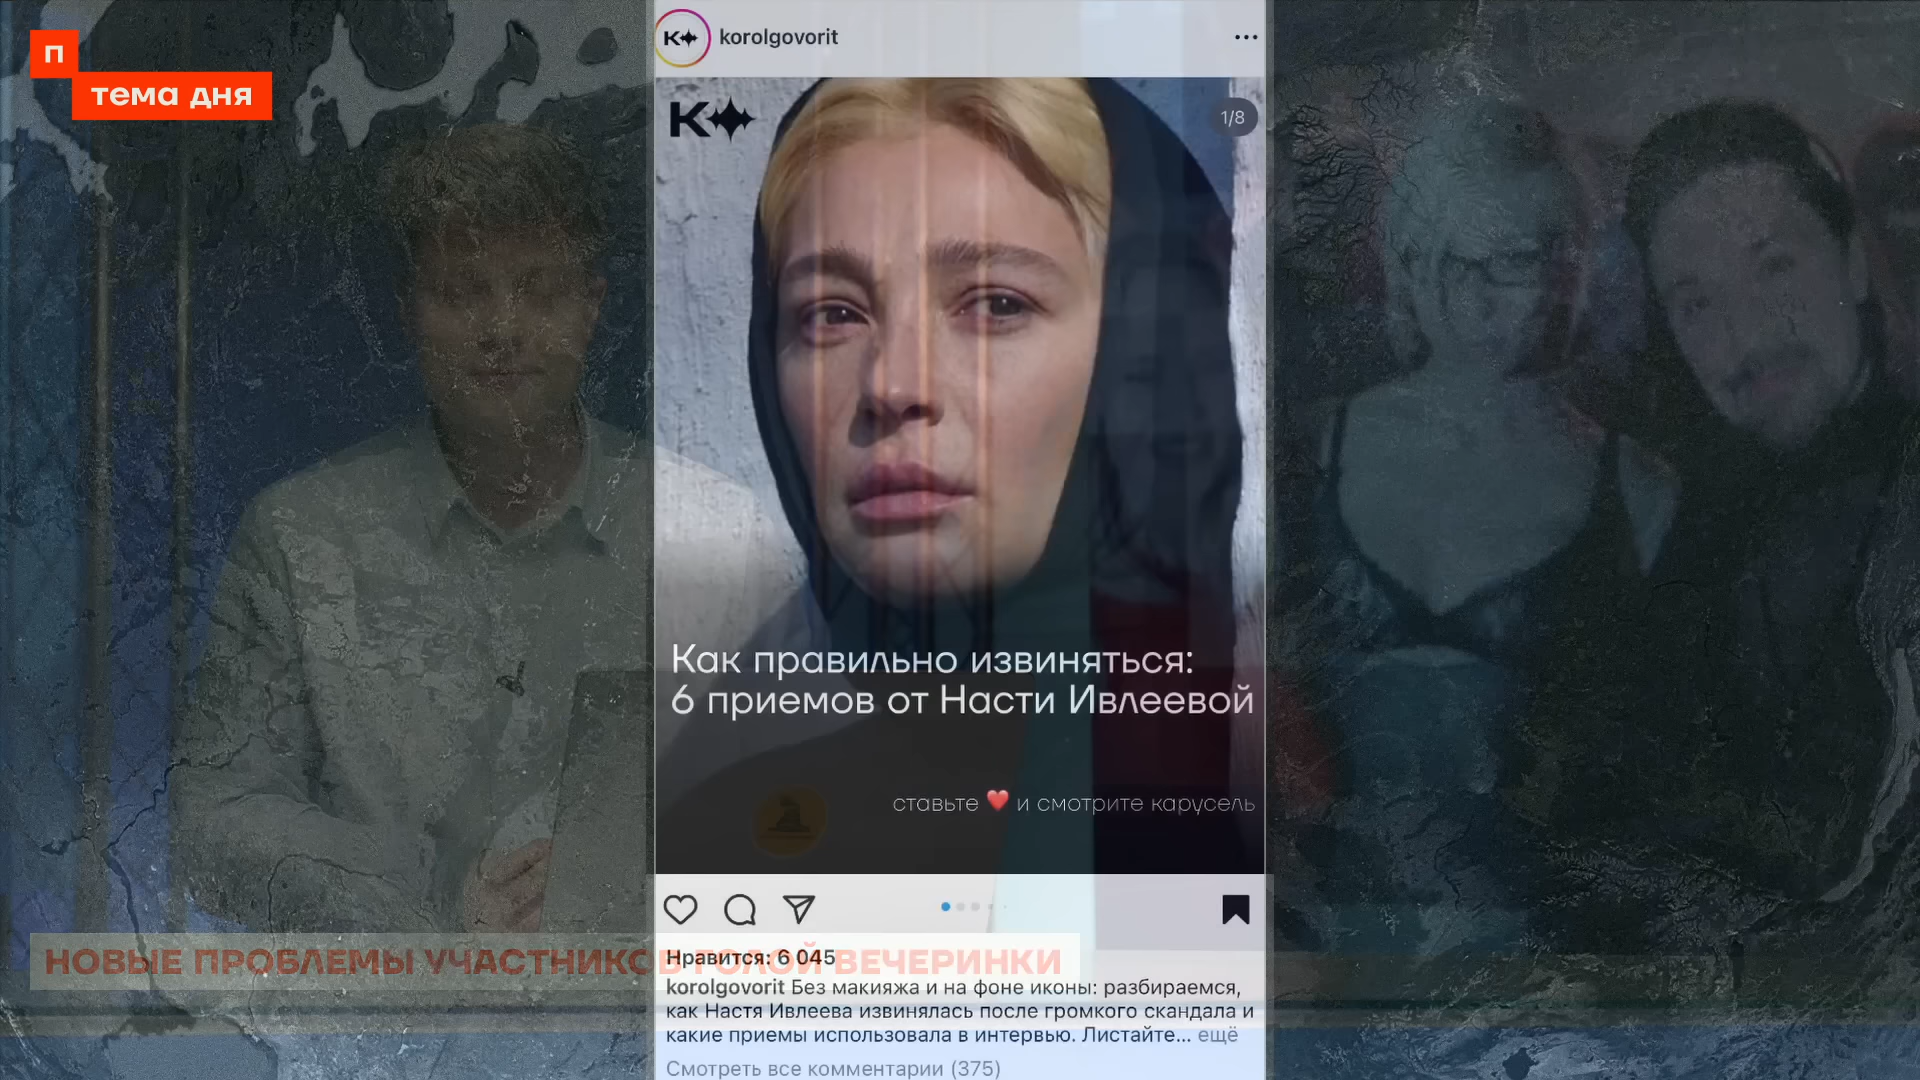 п
тема дня
K
korolgovorit
K
1/8
Как правильно извиняться:
6 приемов от Насти Ивлеевой
ставьте ❤️ и смотрите карусель
НОВЫЕ ПРОБЛЕМЫ УЧАСТНИКОВ ГОЛОЙ ВЕЧЕРИНКИ
Нравится: 6 045
korolgovorit Без макияжа и на фоне иконы: разбираемся,
как Настя Ивлеева извинялась после громкого скандала и
какие приемы использовала в интервью. Листайте... ещё
Смотреть все комментарии (375)